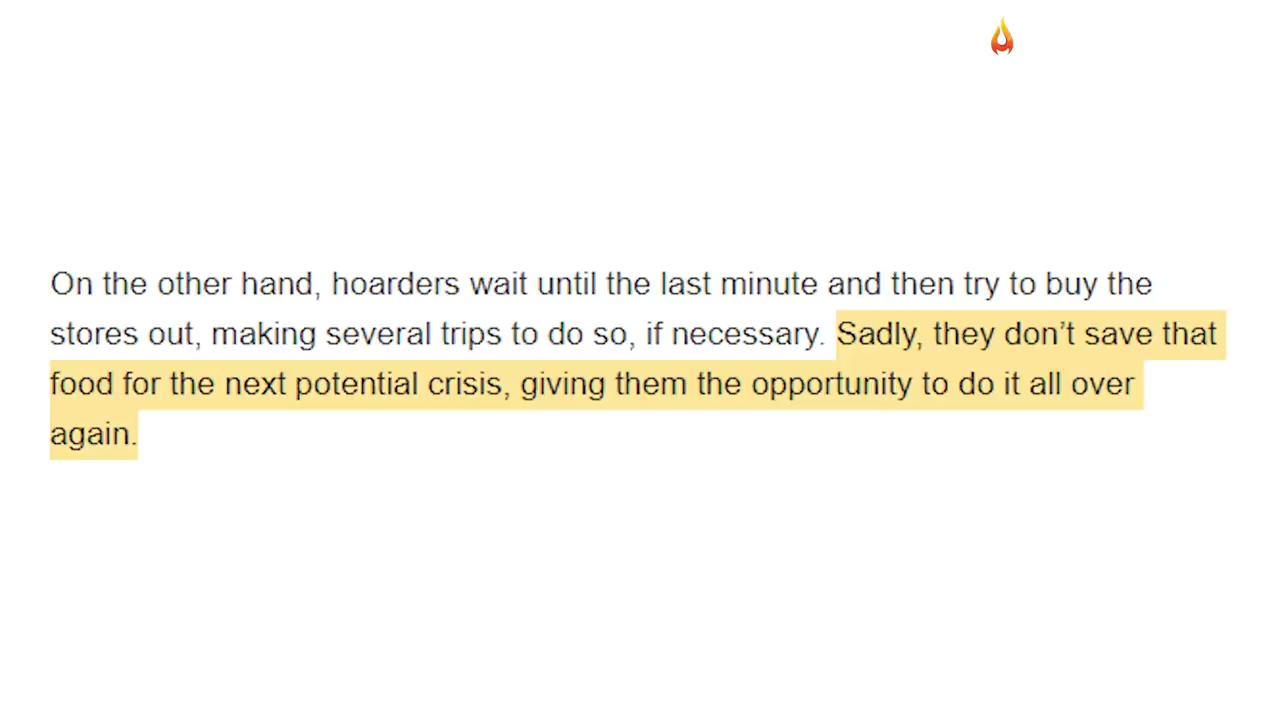 On the other hand, hoarders wait until the last minute and then try to buy the
stores out, making several trips to do so, if necessary. Sadly, they don’t save that
food for the next potential crisis, giving them the opportunity to do it all over
again.